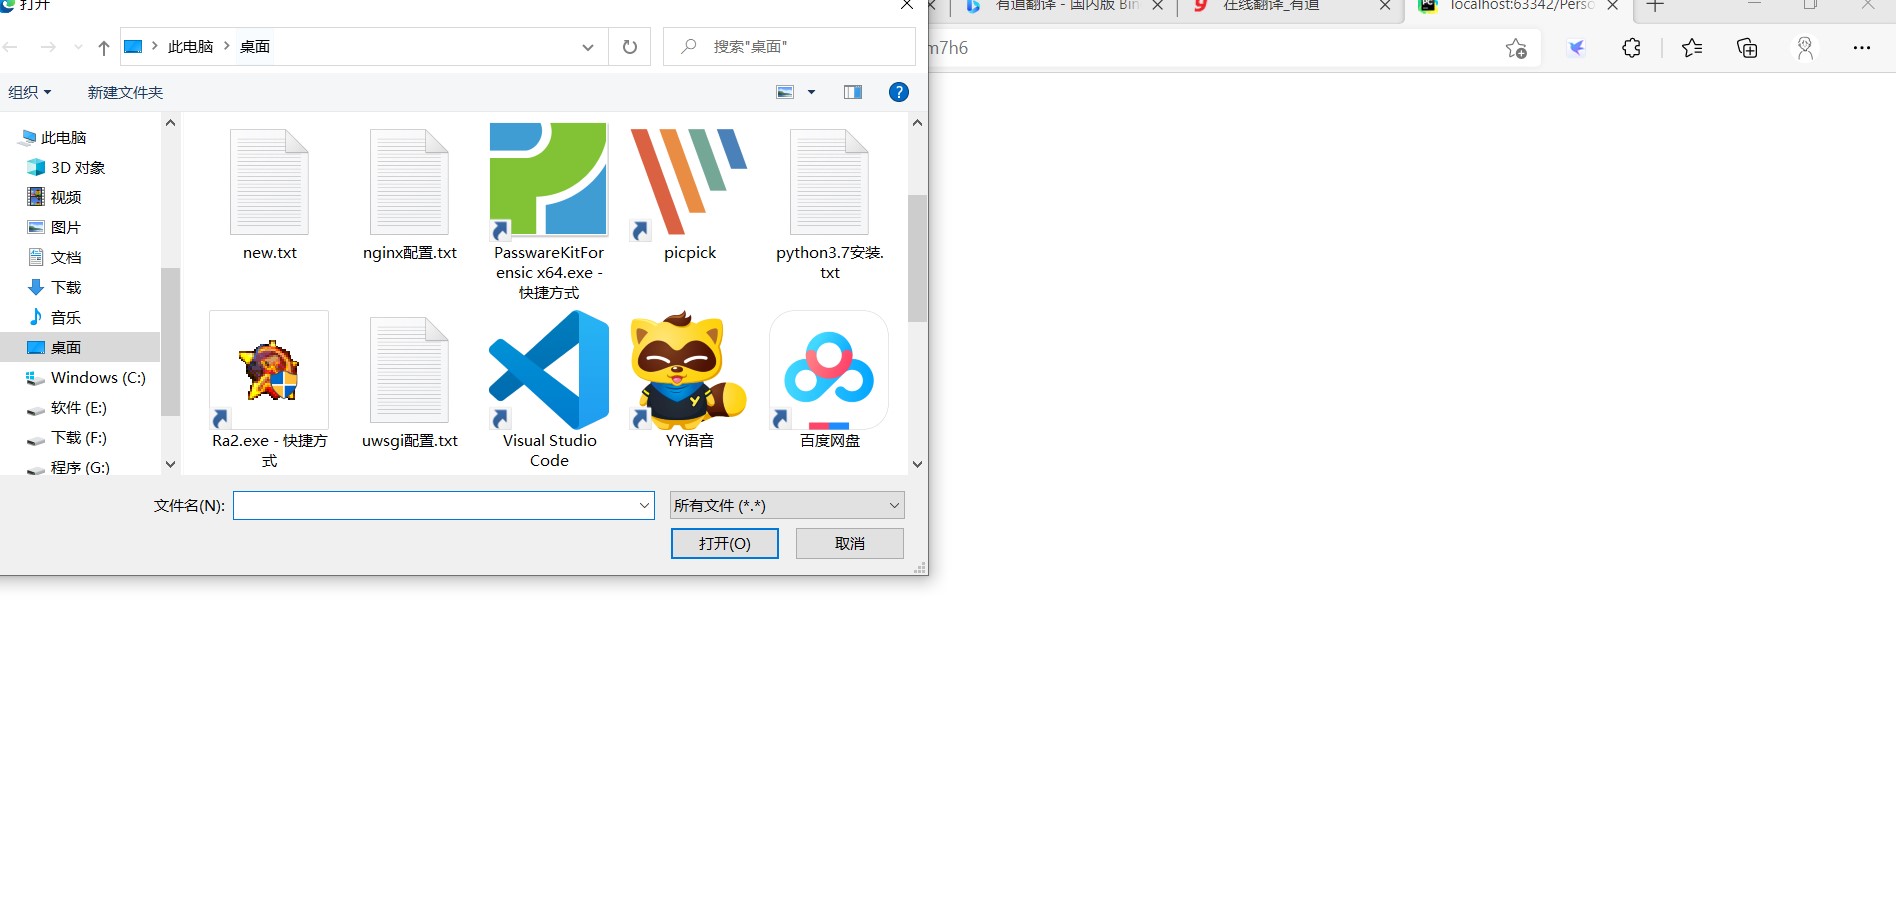 打开
有道翻译 - 国内版 Bin
在线翻译_有道
localhost:63342/Perso
此电脑
桌面
搜索"桌面"
m7h6
组织
新建文件夹
此电脑
3D 对象
视频
图片
文档
下载
音乐
桌面
Windows (C:)
软件 (E:)
下载 (F:)
程序 (G:)
new.txt
nginx配置.txt
PasswareKitFor
ensic x64.exe -
快捷方式
picpick
python3.7安装.
txt
Ra2.exe - 快捷方
式
uwsgi配置.txt
Visual Studio
Code
YY语音
百度网盘
文件名(N):
所有文件 (*.*)
打开(O)
取消